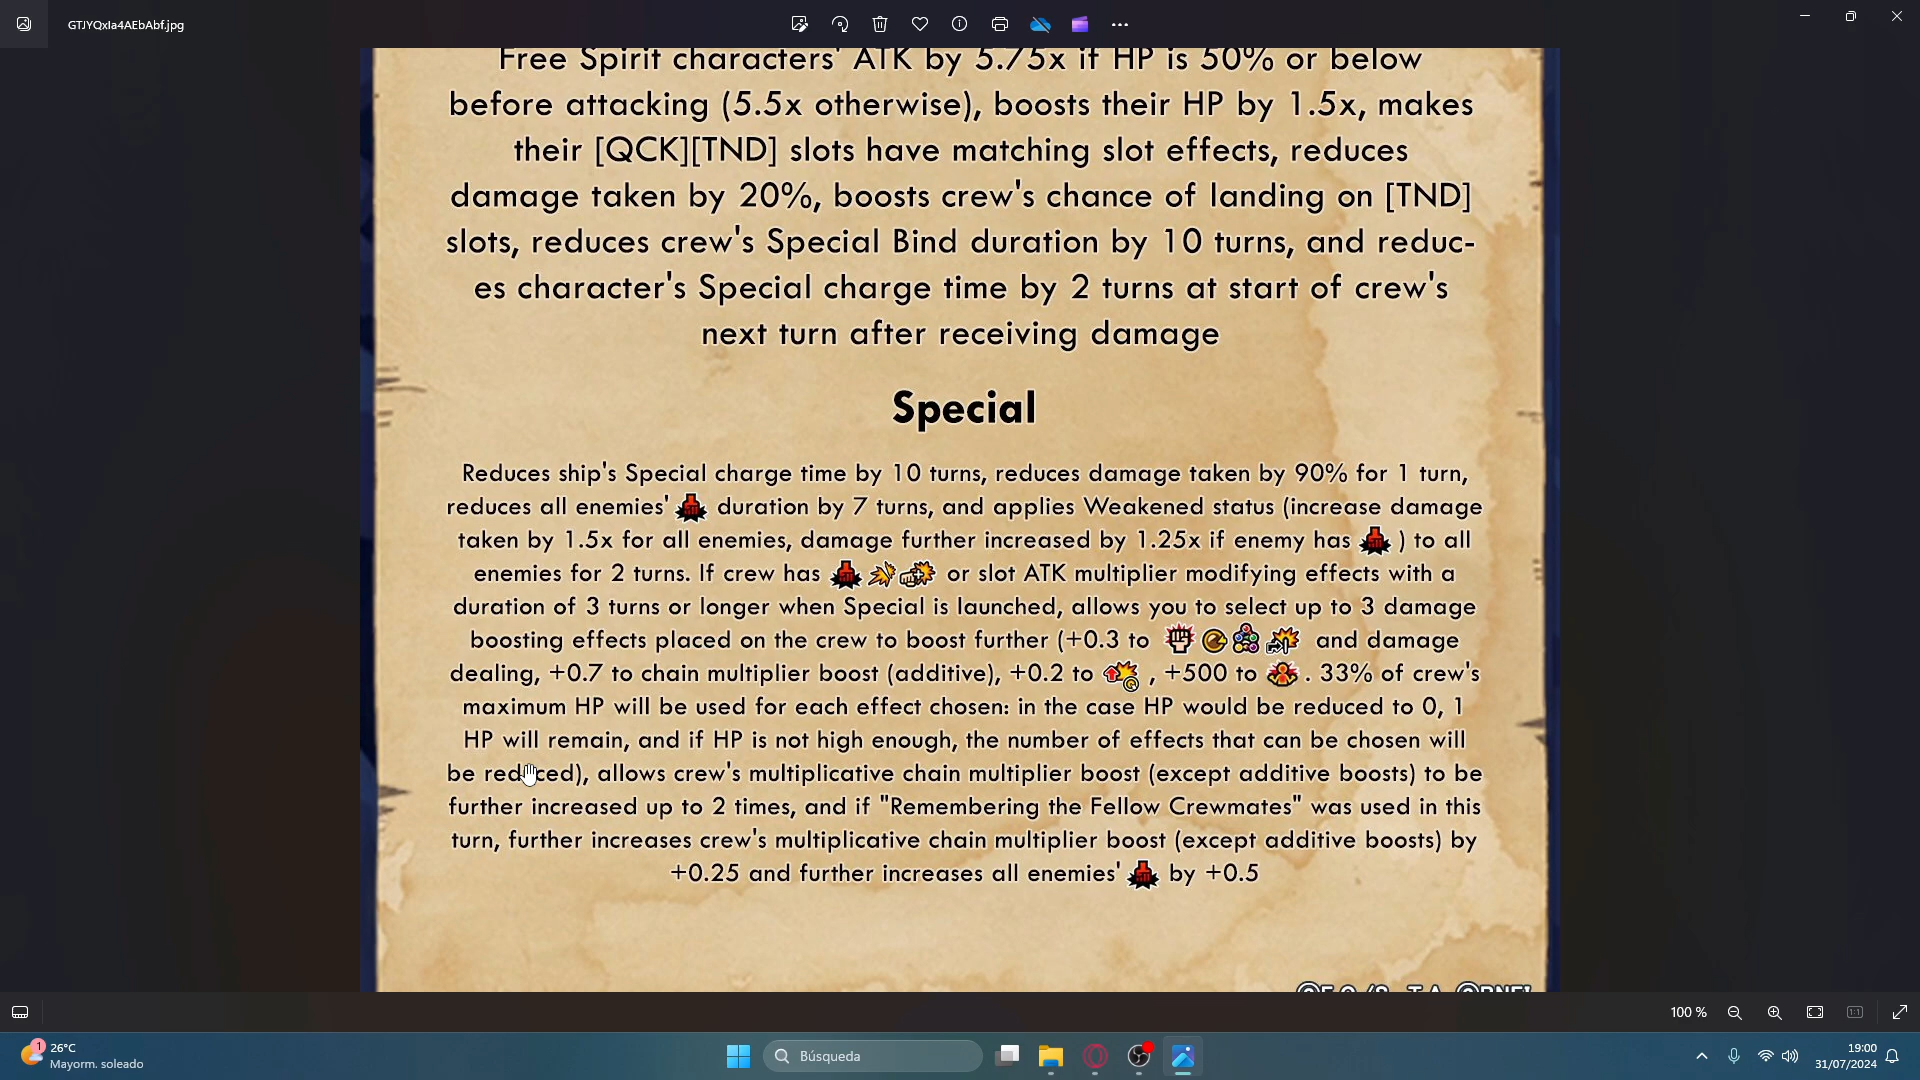 GTJYQxla4AEbAbf.jpg
Free Spirit characters' ATK by 5.75x if HP is 50% or below
before attacking (5.5x otherwise), boosts their HP by 1.5x, makes
their [QCK][TND] slots have matching slot effects, reduces
damage taken by 20%, boosts crew's chance of landing on [TND]
slots, reduces crew's Special Bind duration by 10 turns, and reduc-
es character's Special charge time by 2 turns at start of crew's
next turn after receiving damage
Special
Reduces ship's Special charge time by 10 turns, reduces damage taken by 90% for 1 turn,
reduces all enemies' duration by 7 turns, and applies Weakened status (increase damage
taken by 1.5x for all enemies, damage further increased by 1.25x if enemy has ) to all
enemies for 2 turns. If crew has or slot ATK multiplier modifying effects with a
duration of 3 turns or longer when Special is launched, allows you to select up to 3 damage
boosting effects placed on the crew to boost further (+0.3 to and damage
dealing, +0.7 to chain multiplier boost (additive), +0.2 to , +500 to . 33% of crew's
maximum HP will be used for each effect chosen: in the case HP would be reduced to 0, 1
HP will remain, and if HP is not high enough, the number of effects that can be chosen will
be reduced), allows crew's multiplicative chain multiplier boost (except additive boosts) to be
further increased up to 2 times, and if "Remembering the Fellow Crewmates" was used in this
turn, further increases crew's multiplicative chain multiplier boost (except additive boosts) by
+0.25 and further increases all enemies' by +0.5
100 %
1:1
1
26°C
Mayorm. soleado
Búsqueda
19:00
31/07/2024